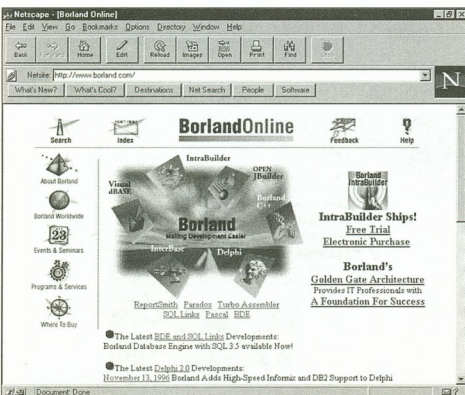 Netscape - [Borland Online]
File Edit View Go Bookmarks Options Directory Window Help
Back Forward Home Edit Reload Images Open Print Find Stop
Netsite: http://www.borland.com/
What's New? What's Cool? Destinations Net Search People Software
N
Search Index BorlandOnline Feedback Help
About Borland
Borland Worldwide
23
Events & Seminars
Programs & Services
Where To Buy
IntraBuilder
OPEN
JBuilder
Visual
dBASE
Borland
C++
Borland
Making Development Easier
InterBase
Delphi
ReportSmith Paradox Turbo Assembler
SQL Links Pascal BDE
Borland
IntraBuilder
IntraBuilder Ships!
Free Trial
Electronic Purchase
Borland's
Golden Gate Architecture
Provides IT Professionals with
A Foundation For Success
The Latest BDE and SQL Links Developments:
Borland Database Engine with SQL 3.5 available Now!
The Latest Delphi 2.0 Developments:
November 13, 1996 Borland Adds High-Speed Informix and DB2 Support to Delphi
Document: Done